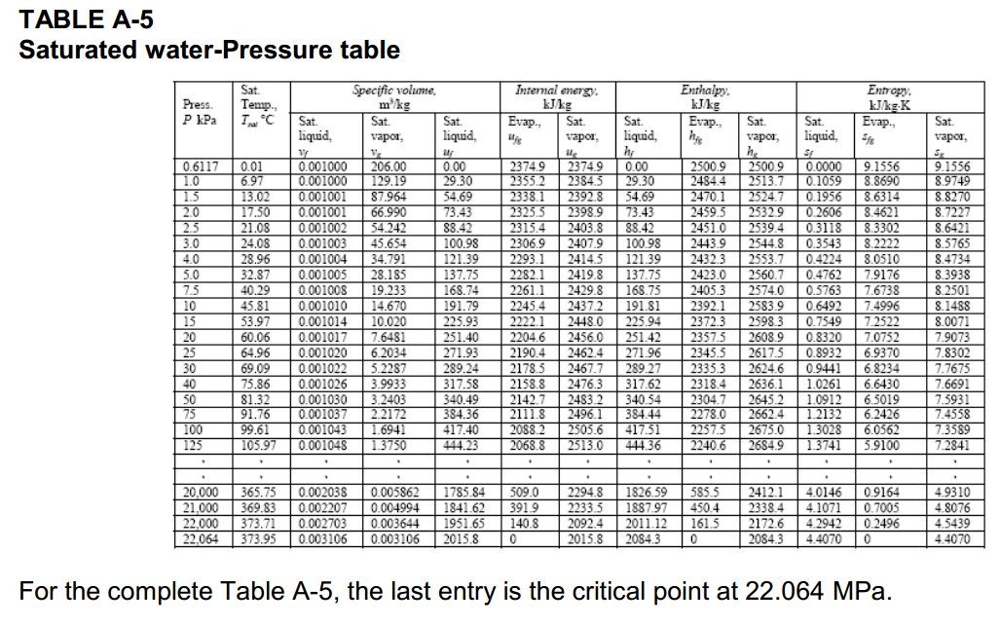 TABLE A-5
Saturated water-Pressure table
Press. P kPa Sat. Temp., T_sat °C Specific volume, m³/kg Internal energy, kJ/kg Enthalpy, kJ/kg Entropy, kJ/kg·K
Sat. liquid, v_f Sat. vapor, v_g Sat. liquid, u_f Evap., u_fg Sat. vapor, u_g Sat. liquid, h_f Evap., h_fg Sat. vapor, h_g Sat. liquid, s_f Evap., s_fg Sat. vapor, s_g
0.6117 0.01 0.001000 206.00 0.00 2374.9 2374.9 0.00 2500.9 2500.9 0.0000 9.1556 9.1556
1.0 6.97 0.001000 129.19 29.30 2355.2 2384.5 29.30 2484.4 2513.7 0.1059 8.8690 8.9749
1.5 13.02 0.001001 87.964 54.69 2338.1 2392.8 54.69 2470.1 2524.7 0.1956 8.6314 8.8270
2.0 17.50 0.001001 66.990 73.43 2325.5 2398.9 73.43 2459.5 2532.9 0.2606 8.4621 8.7227
2.5 21.08 0.001002 54.242 88.42 2315.4 2403.8 88.42 2451.0 2539.4 0.3118 8.3302 8.6421
3.0 24.08 0.001003 45.654 100.98 2306.9 2407.9 100.98 2443.9 2544.8 0.3543 8.2222 8.5765
4.0 28.96 0.001004 34.791 121.39 2293.1 2414.5 121.39 2432.3 2553.7 0.4224 8.0510 8.4734
5.0 32.87 0.001005 28.185 137.75 2282.1 2419.8 137.75 2423.0 2560.7 0.4762 7.9176 8.3938
7.5 40.29 0.001008 19.233 168.74 2261.1 2429.8 168.75 2405.3 2574.0 0.5763 7.6738 8.2501
10 45.81 0.001010 14.670 191.79 2245.4 2437.2 191.81 2392.1 2583.9 0.6492 7.4996 8.1488
15 53.97 0.001014 10.020 225.93 2222.1 2448.0 225.94 2372.3 2598.3 0.7549 7.2522 8.0071
20 60.06 0.001017 7.6481 251.40 2204.6 2456.0 251.42 2357.5 2608.9 0.8320 7.0752 7.9073
25 64.96 0.001020 6.2034 271.93 2190.4 2462.4 271.96 2345.5 2617.5 0.8932 6.9370 7.8302
30 69.09 0.001022 5.2287 289.24 2178.5 2467.7 289.27 2335.3 2624.6 0.9441 6.8234 7.7675
40 75.86 0.001026 3.9933 317.58 2158.8 2476.3 317.62 2318.4 2636.1 1.0261 6.6430 7.6691
50 81.32 0.001030 3.2403 340.49 2142.7 2483.2 340.54 2304.7 2645.2 1.0912 6.5019 7.5931
75 91.76 0.001037 2.2172 384.36 2111.8 2496.1 384.44 2278.0 2662.4 1.2132 6.2426 7.4558
100 99.61 0.001043 1.6941 417.40 2088.2 2505.6 417.51 2257.5 2675.0 1.3028 6.0562 7.3589
125 105.97 0.001048 1.3750 444.23 2068.8 2513.0 444.36 2240.6 2684.9 1.3741 5.9100 7.2841
. . . . . . . . . . . . .
. . . . . . . . . . . . .
20,000 365.75 0.002038 0.005862 1785.84 509.0 2294.8 1826.59 585.5 2412.1 4.0146 0.9164 4.9310
21,000 369.83 0.002207 0.004994 1841.62 391.9 2233.5 1887.97 450.4 2338.4 4.1071 0.7005 4.8076
22,000 373.71 0.002703 0.003644 1951.65 140.8 2092.4 2011.12 161.5 2172.6 4.2942 0.2496 4.5439
22,064 373.95 0.003106 0.003106 2015.8 0 2015.8 2084.3 0 2084.3 4.4070 0 4.4070
For the complete Table A-5, the last entry is the critical point at 22.064 MPa.